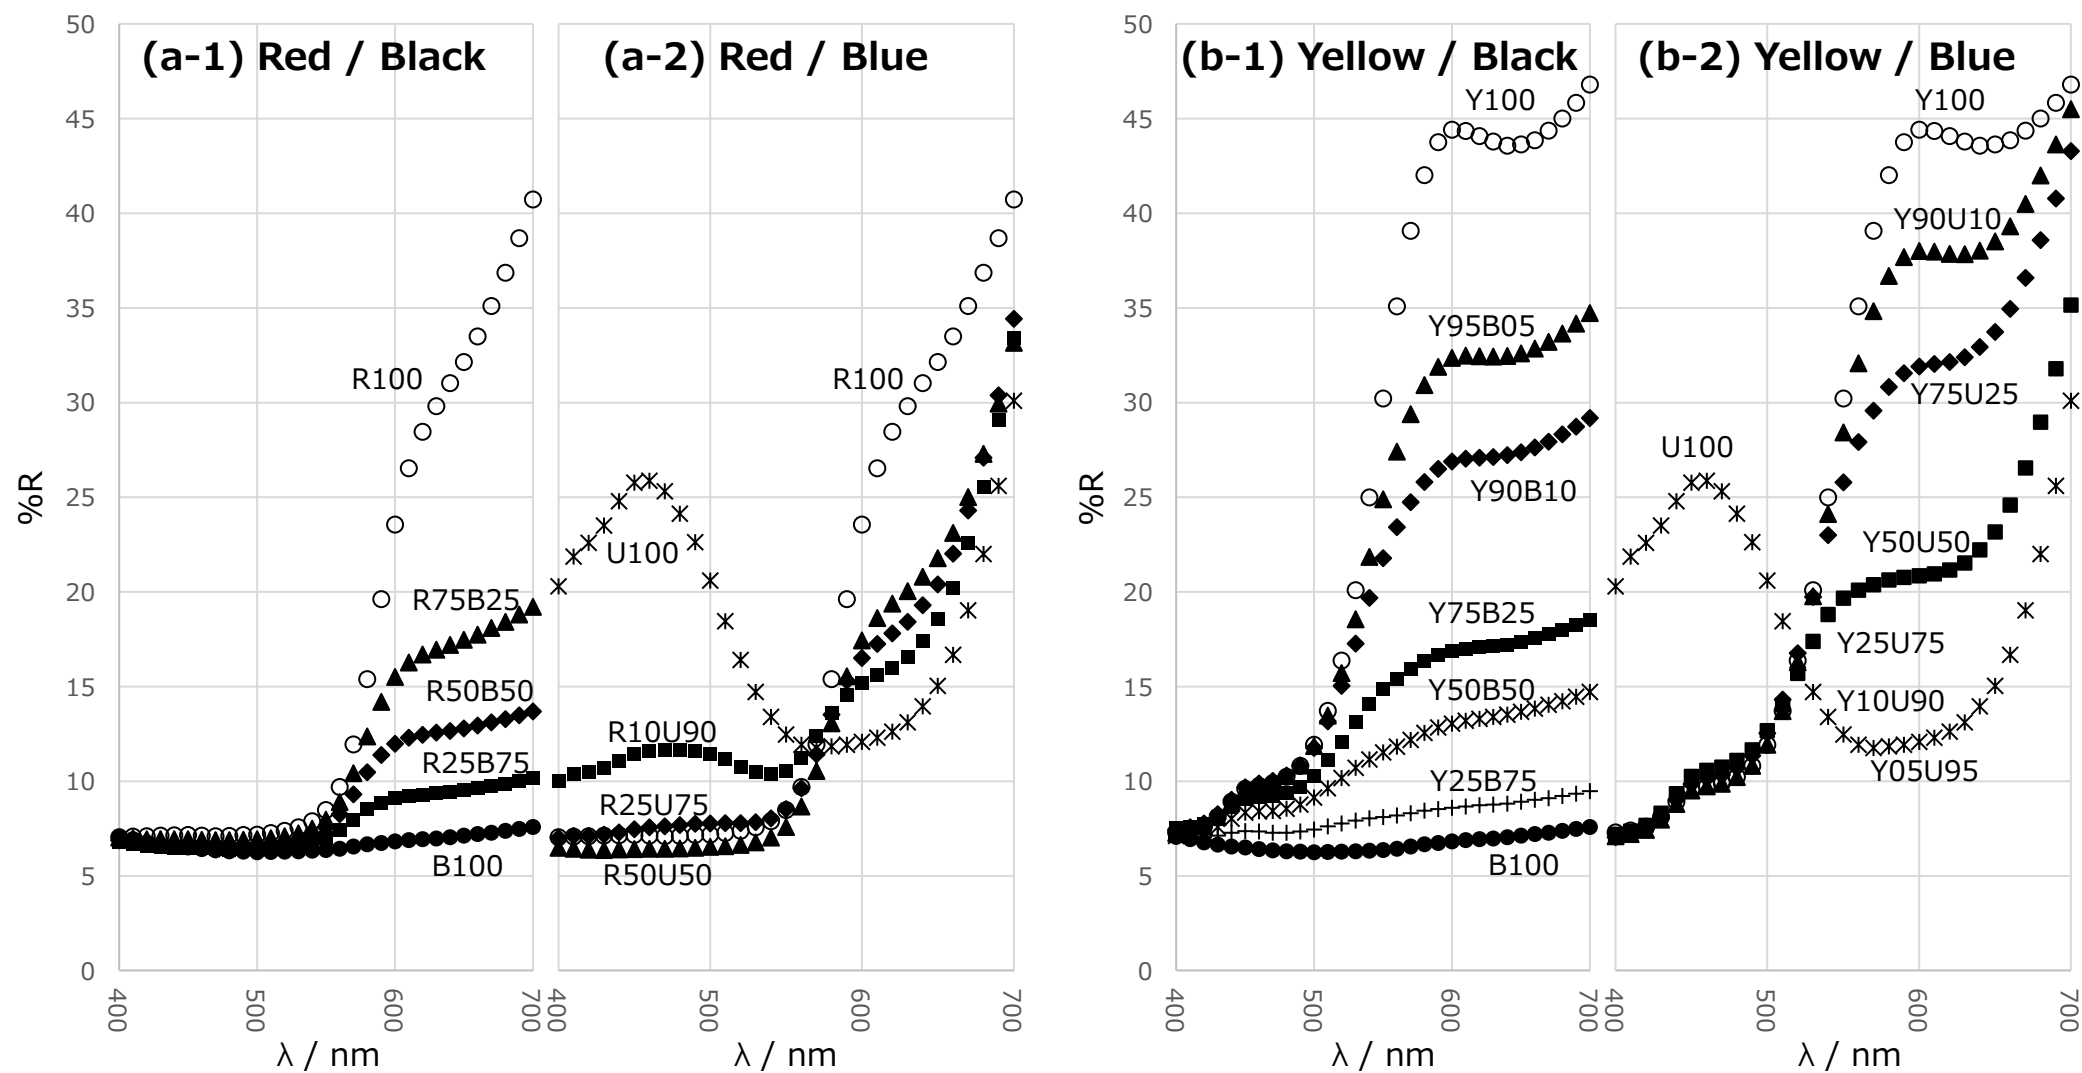 (a-1) Red / Black
(a-2) Red / Blue
(b-1) Yellow / Black
(b-2) Yellow / Blue
%R
50
45
40
35
30
25
20
15
10
5
0
R100
R75B25
R50B50
R25B75
B100
400
500
600
700
λ / nm
R100
U100
R10U90
R25U75
R50U50
400
500
600
700
λ / nm
%R
50
45
40
35
30
25
20
15
10
5
0
Y100
Y95B05
Y90B10
Y75B25
Y50B50
Y25B75
B100
400
500
600
700
λ / nm
Y100
Y90U10
Y75U25
U100
Y50U50
Y25U75
Y10U90
Y05U95
400
500
600
700
λ / nm